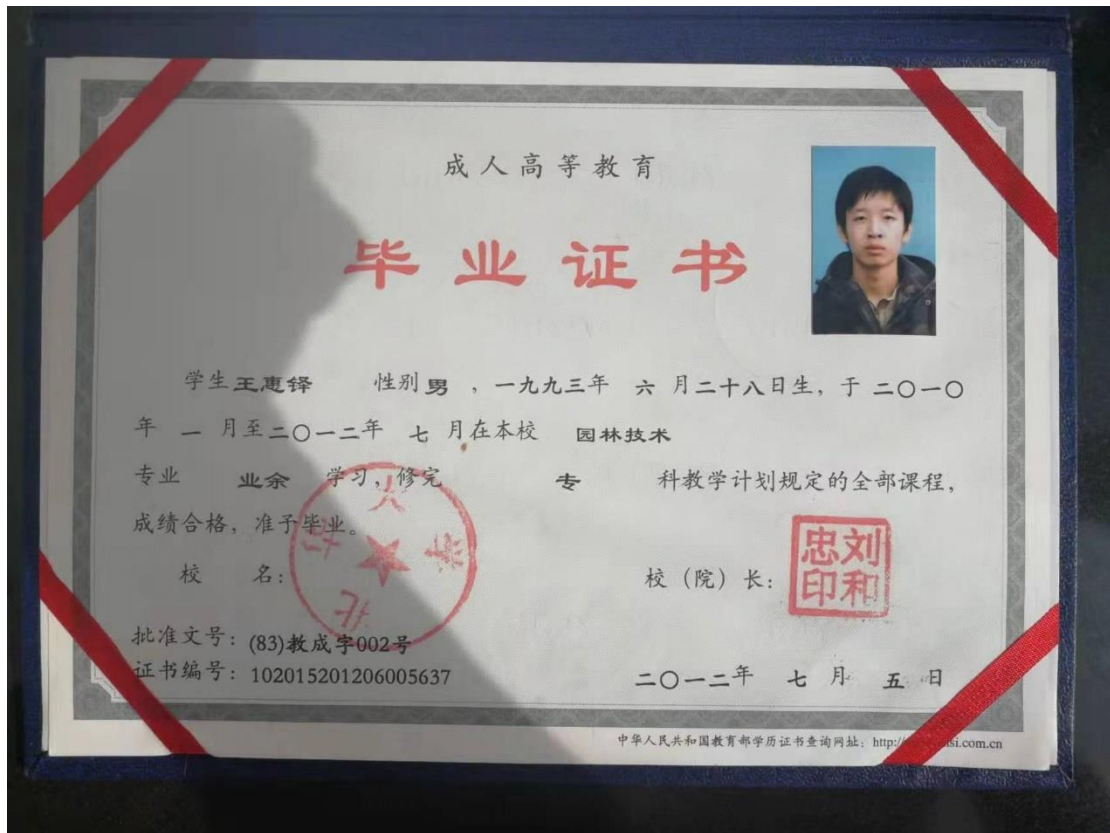 成人高等教育
毕业证书
学生 王惠铎 性别 男 ，一九九三年 六 月二十八日生，于 二〇一〇
年 一 月至二〇一二年 七 月在本校 园林技术
专业 业余 学习，修完 专 科教学计划规定的全部课程，
成绩合格，准予毕业。
校 名： 校（院）长：
刘和忠印
批准文号：(83)教成字002号
证书编号：102015201206005637
二〇一二年 七 月 五 日
中华人民共和国教育部学历证书查询网址：http:/ si.com.cn